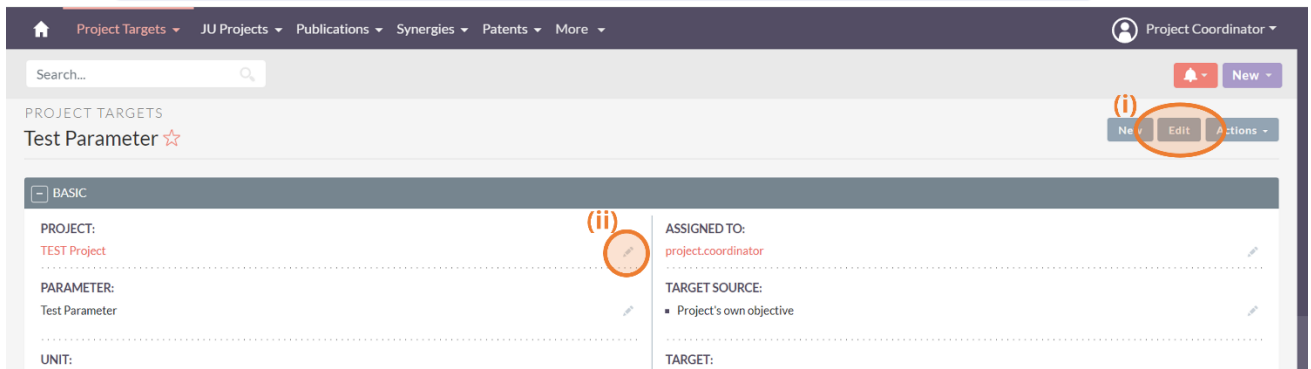 Project Targets JU Projects Publications Synergies Patents More Project Coordinator
Search... New
PROJECT TARGETS
(i)
Test Parameter New Edit Actions
BASIC
PROJECT: (ii) ASSIGNED TO:
TEST Project project.coordinator
PARAMETER: TARGET SOURCE:
Test Parameter Project's own objective
UNIT: TARGET: